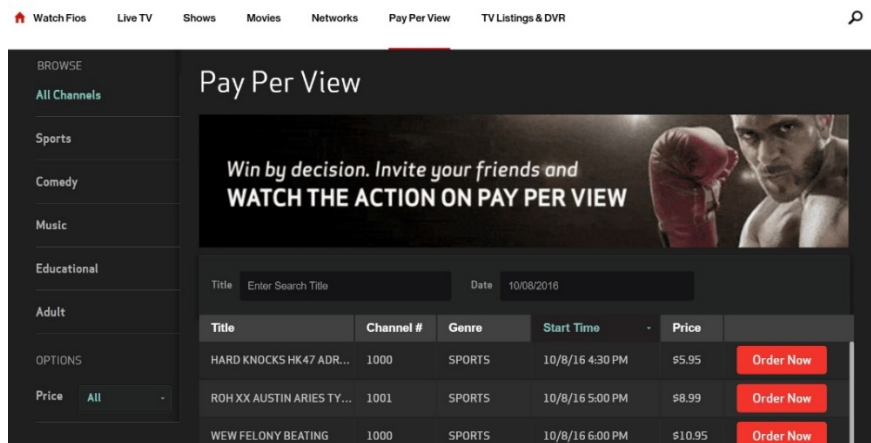 Watch Fios Live TV Shows Movies Networks Pay Per View TV Listings & DVR
BROWSE
All Channels
Sports
Comedy
Music
Educational
Adult
OPTIONS
Price All
Pay Per View
Win by decision. Invite your friends and
WATCH THE ACTION ON PAY PER VIEW
Title Enter Search Title Date 10/08/2016
Title Channel # Genre Start Time Price
HARD KNOCKS HK47 ADR... 1000 SPORTS 10/8/16 4:30 PM $5.95 Order Now
ROH XX AUSTIN ARIES TY... 1001 SPORTS 10/8/16 5:00 PM $8.99 Order Now
WEW FELONY BEATING 1000 SPORTS 10/8/16 6:00 PM $10.95 Order Now